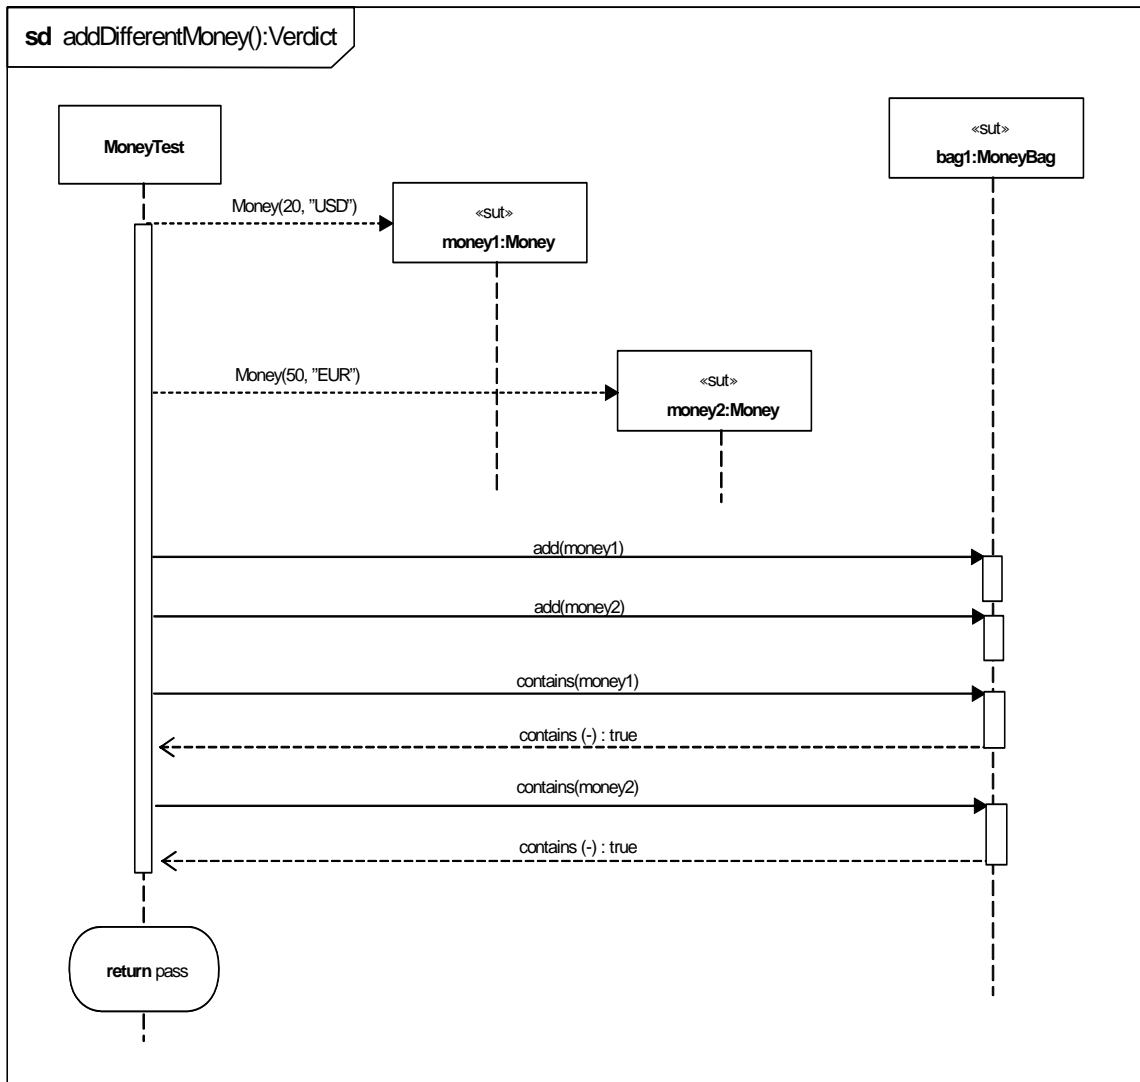 sd addDifferentMoney():Verdict
MoneyTest
«sut»
bag1:MoneyBag
Money(20, ”USD”)
«sut»
money1:Money
Money(50, ”EUR”)
«sut»
money2:Money
add(money1)
add(money2)
contains(money1)
contains (-) : true
contains(money2)
contains (-) : true
return pass